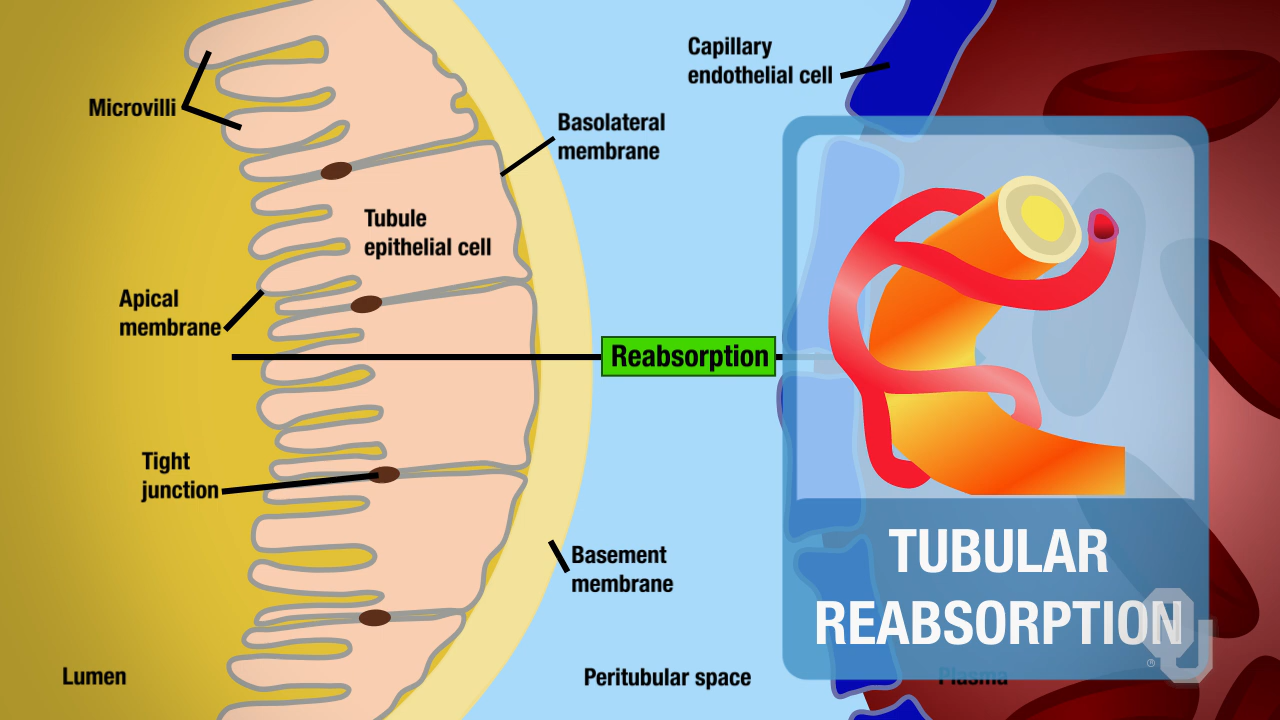 Capillary
endothelial cell
Microvilli
Basolateral
membrane
Tubule
epithelial cell
Apical
membrane
Reabsorption
Tight
junction
Basement
membrane
TUBULAR
REABSORPTION
Lumen
Peritubular space
Plasma
®